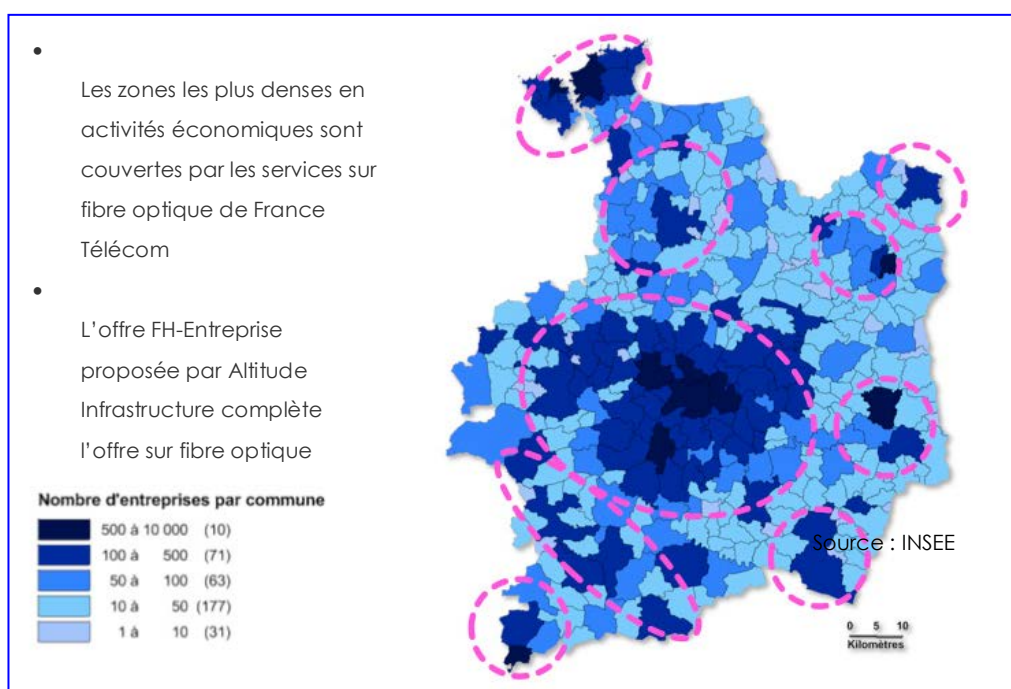 •
Les zones les plus denses en
activités économiques sont
couvertes par les services sur
fibre optique de France
Télécom
•
L’offre FH-Entreprise
proposée par Altitude
Infrastructure complète
l’offre sur fibre optique
Nombre d'entreprises par commune
500 à 10 000 (10)
100 à 500 (71)
50 à 100 (63)
10 à 50 (177)
1 à 10 (31)
Source : INSEE
0 5 10
Kilomètres